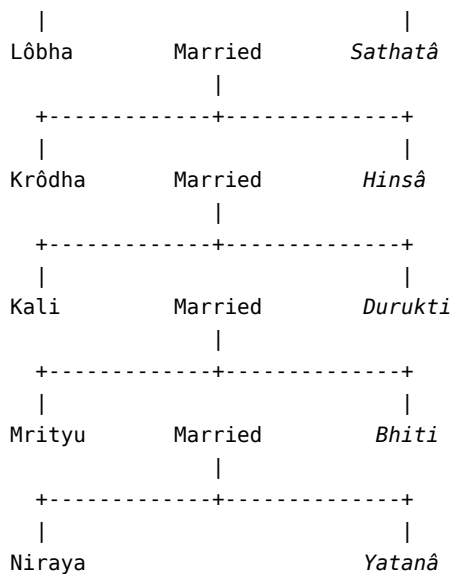 Lôbha Married Sathatâ
Krôdha Married Hinsâ
Kali Married Durukti
Mrityu Married Bhiti
Niraya Yatanâ